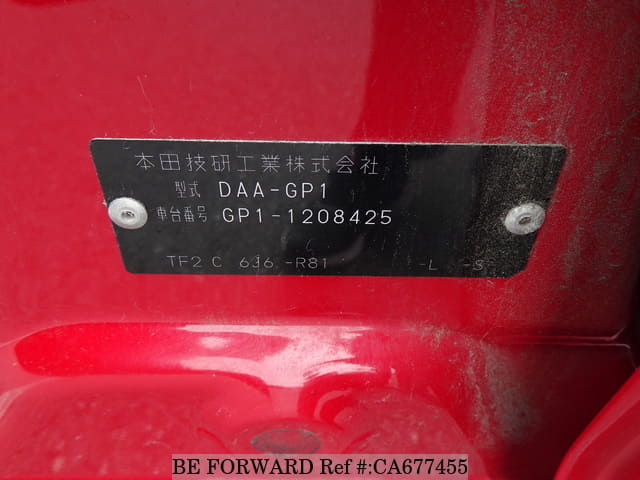 本田技研工業株式会社
型式 DAA-GP1
車台番号 GP1-1208425
TF2 C 636 -R81 -L -S
BE FORWARD Ref #:CA677455